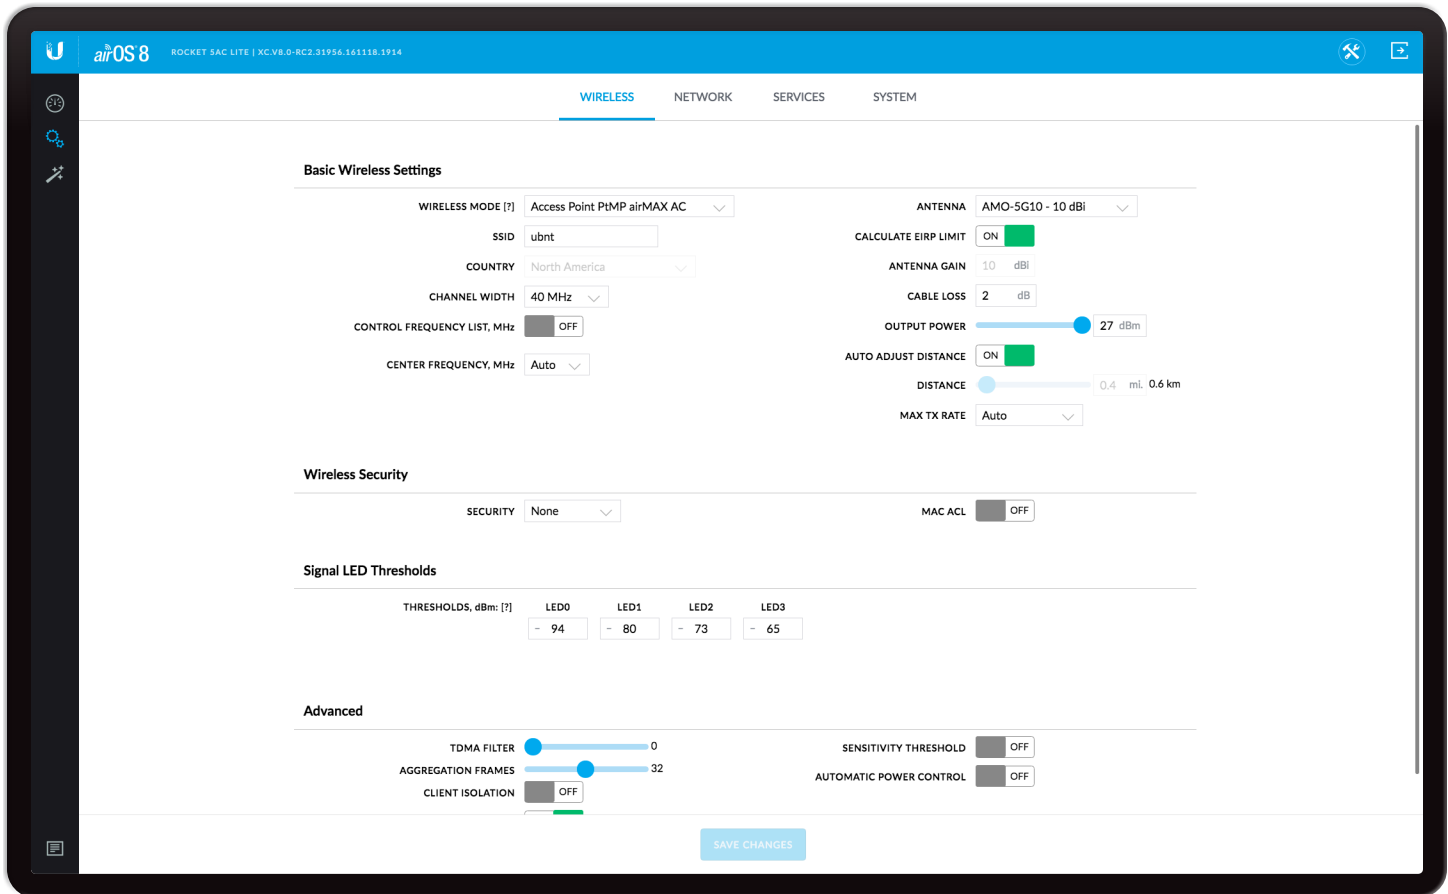 airOS 8 ROCKET 5AC LITE | XC.V8.0-RC2.31956.161118.1914
WIRELESS NETWORK SERVICES SYSTEM
Basic Wireless Settings
WIRELESS MODE [?] Access Point PtMP airMAX AC
SSID ubnt
COUNTRY North America
CHANNEL WIDTH 40 MHz
CONTROL FREQUENCY LIST, MHz OFF
CENTER FREQUENCY, MHz Auto
ANTENNA AMO-5G10 - 10 dBi
CALCULATE EIRP LIMIT ON
ANTENNA GAIN 10 dBi
CABLE LOSS 2 dB
OUTPUT POWER 27 dBm
AUTO ADJUST DISTANCE ON
DISTANCE 0.4 mi. 0.6 km
MAX TX RATE Auto
Wireless Security
SECURITY None
MAC ACL OFF
Signal LED Thresholds
THRESHOLDS, dBm: [?] LED0 LED1 LED2 LED3
- 94 - 80 - 73 - 65
Advanced
TDMA FILTER 0
AGGREGATION FRAMES 32
CLIENT ISOLATION OFF
SENSITIVITY THRESHOLD OFF
AUTOMATIC POWER CONTROL OFF
SAVE CHANGES